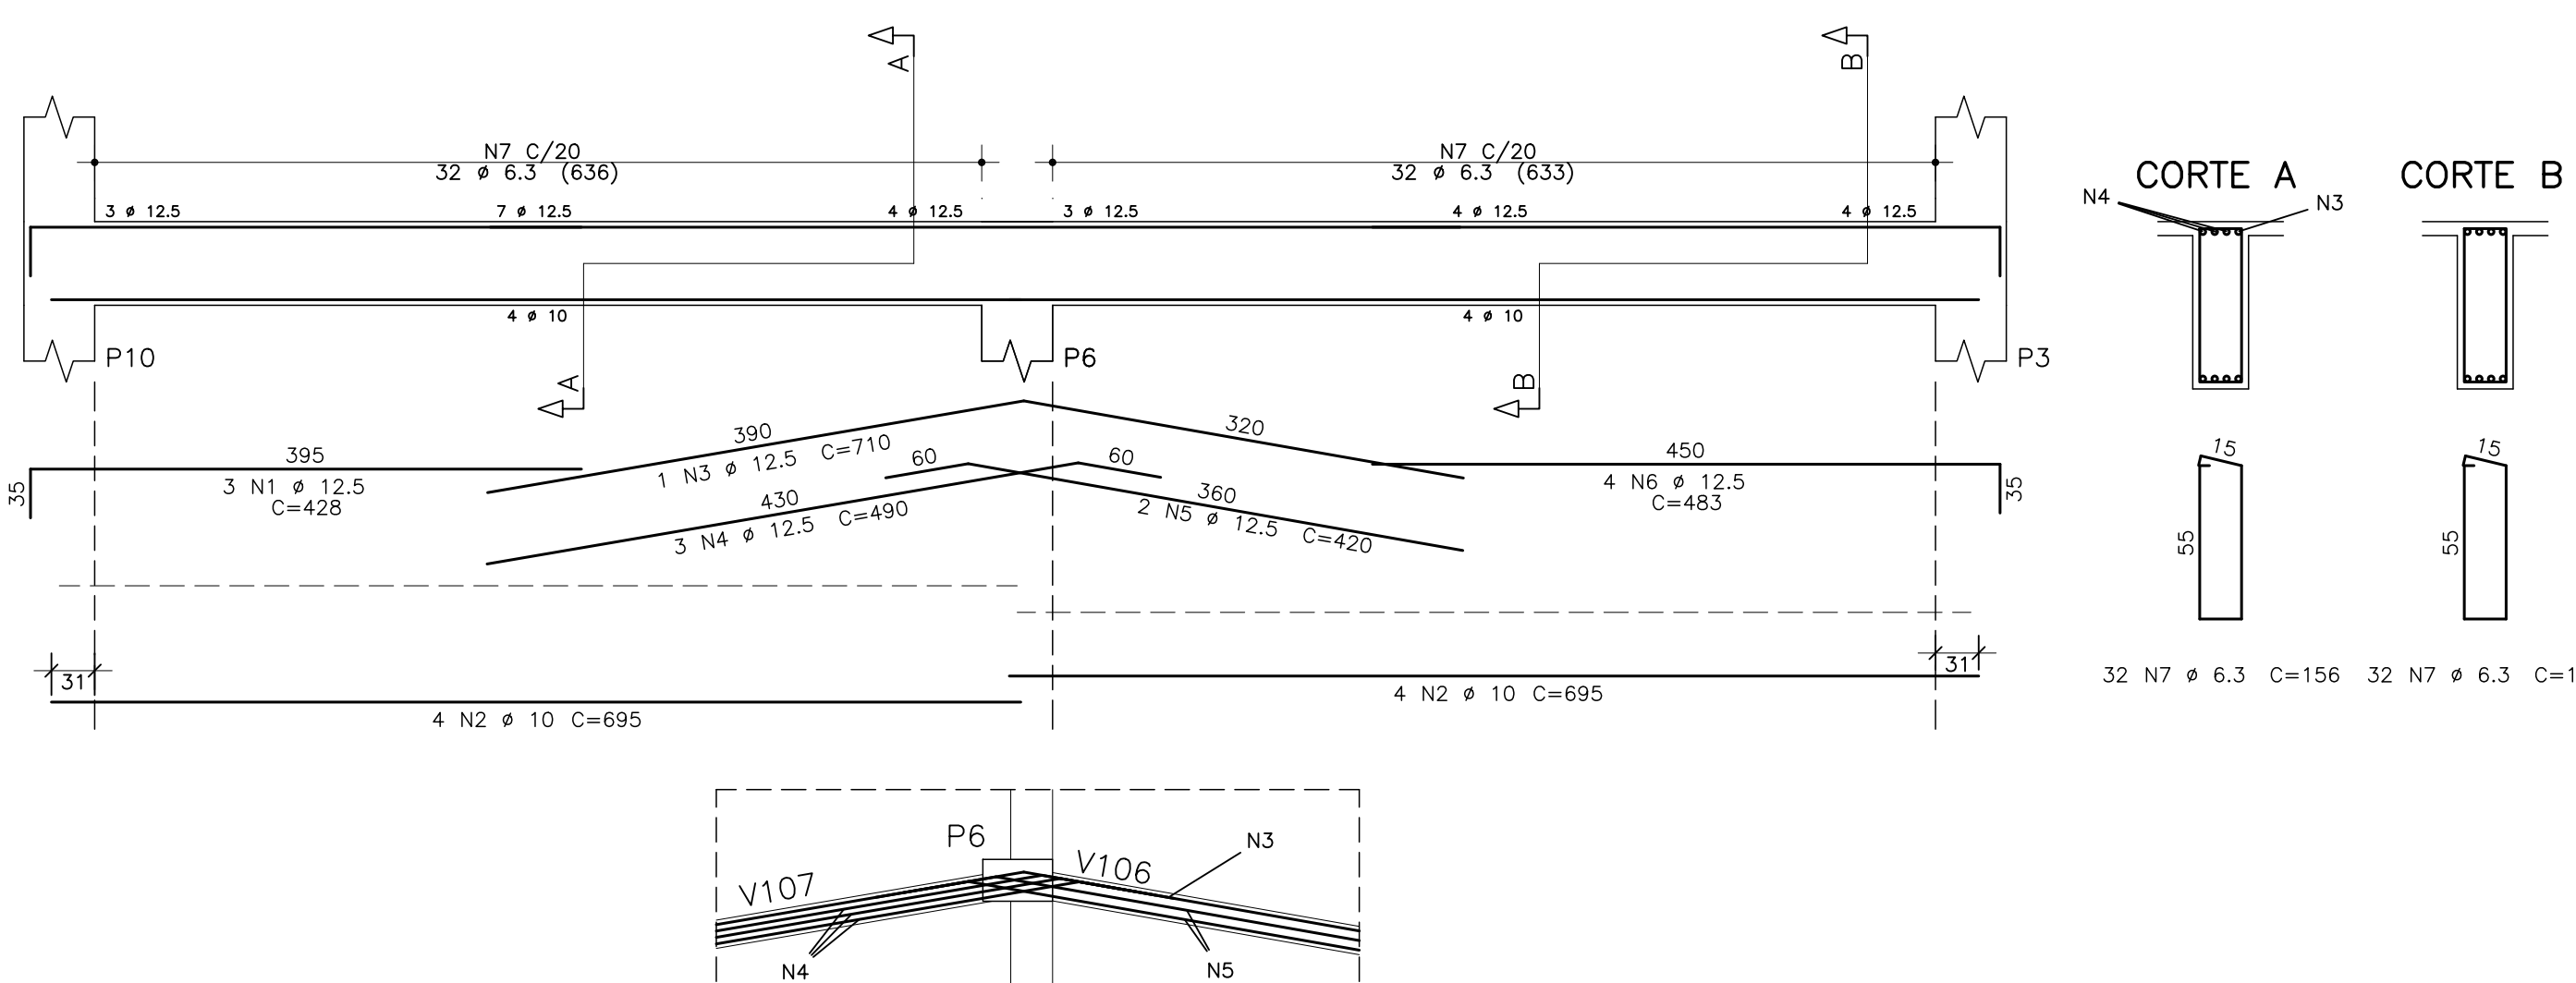 A
B
N7 C/20
32 ø 6.3 (636)
N7 C/20
32 ø 6.3 (633)
3 ø 12.5
7 ø 12.5
4 ø 12.5
3 ø 12.5
4 ø 12.5
4 ø 12.5
4 ø 10
4 ø 10
P10
P6
P3
A
B
390
1 N3 ø 12.5 C=710
320
395
3 N1 ø 12.5
C=428
35
60
60
430
3 N4 ø 12.5 C=490
360
2 N5 ø 12.5 C=420
450
4 N6 ø 12.5
C=483
35
31
4 N2 ø 10 C=695
31
4 N2 ø 10 C=695
CORTE A
N4
N3
CORTE B
15
55
32 N7 ø 6.3 C=156
15
55
32 N7 ø 6.3 C=1
P6
V107
V106
N3
N4
N5